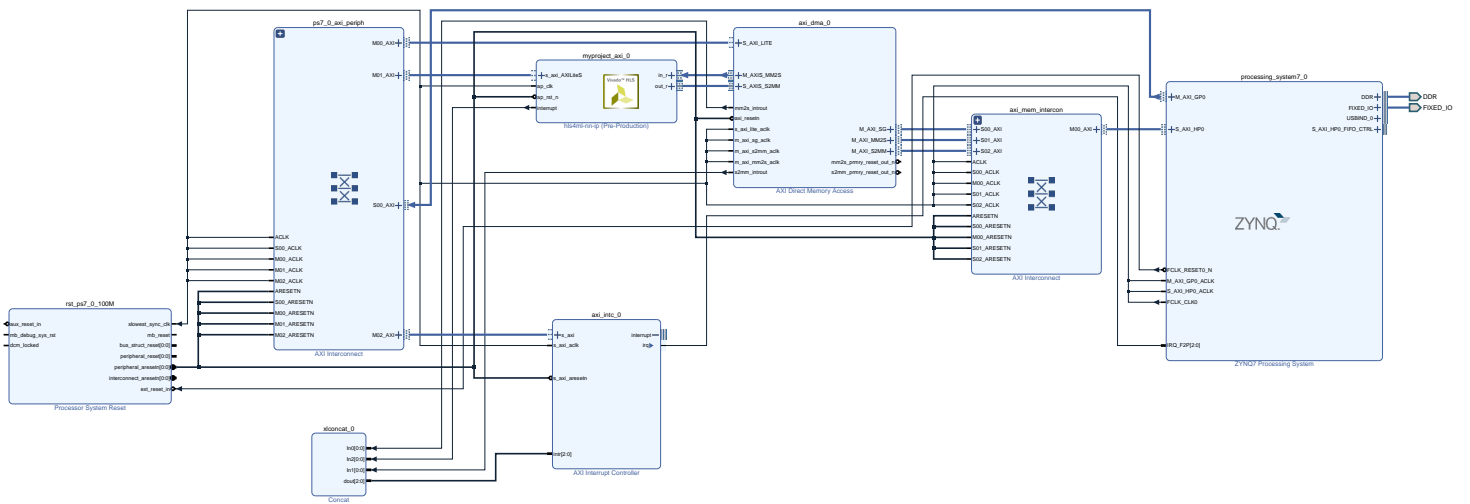 ps7_0_axi_periph
M00_AXI
M01_AXI
S00_AXI
ACLK
S00_ACLK
M00_ACLK
M01_ACLK
M02_ACLK
ARESETN
S00_ARESETN
M00_ARESETN
M01_ARESETN
M02_ARESETN
M02_AXI
AXI Interconnect
myproject_axi_0
s_axi_AXILiteS
ap_clk
ap_rst_n
interrupt
in_r
out_r
Vivado™ HLS
hls4ml-nn-ip (Pre-Production)
axi_dma_0
S_AXI_LITE
M_AXIS_MM2S
S_AXIS_S2MM
mm2s_introut
axi_resetn
s_axi_lite_aclk
m_axi_sg_aclk
m_axi_s2mm_aclk
m_axi_mm2s_aclk
s2mm_introut
M_AXI_SG
M_AXI_MM2S
M_AXI_S2MM
mm2s_prmry_reset_out_n
s2mm_prmry_reset_out_n
AXI Direct Memory Access
axi_mem_intercon
S00_AXI
S01_AXI
S02_AXI
ACLK
S00_ACLK
M00_ACLK
S01_ACLK
S02_ACLK
ARESETN
S00_ARESETN
M00_ARESETN
S01_ARESETN
S02_ARESETN
M00_AXI
AXI Interconnect
processing_system7_0
M_AXI_GP0
S_AXI_HP0
DDR
FIXED_IO
USBIND_0
S_AXI_HP0_FIFO_CTRL
DDR
FIXED_IO
ZYNQ
FCLK_RESET0_N
M_AXI_GP0_ACLK
S_AXI_HP0_ACLK
FCLK_CLK0
IRQ_F2P[2:0]
ZYNQ7 Processing System
rst_ps7_0_100M
aux_reset_in
mb_debug_sys_rst
dcm_locked
slowest_sync_clk
mb_reset
bus_struct_reset[0:0]
peripheral_reset[0:0]
peripheral_aresetn[0:0]
interconnect_aresetn[0:0]
ext_reset_in
Processor System Reset
axi_intc_0
s_axi
s_axi_aclk
s_axi_aresetn
intr[2:0]
interrupt
irq
AXI Interrupt Controller
xlconcat_0
In0[0:0]
In2[0:0]
In1[0:0]
dout[2:0]
Concat